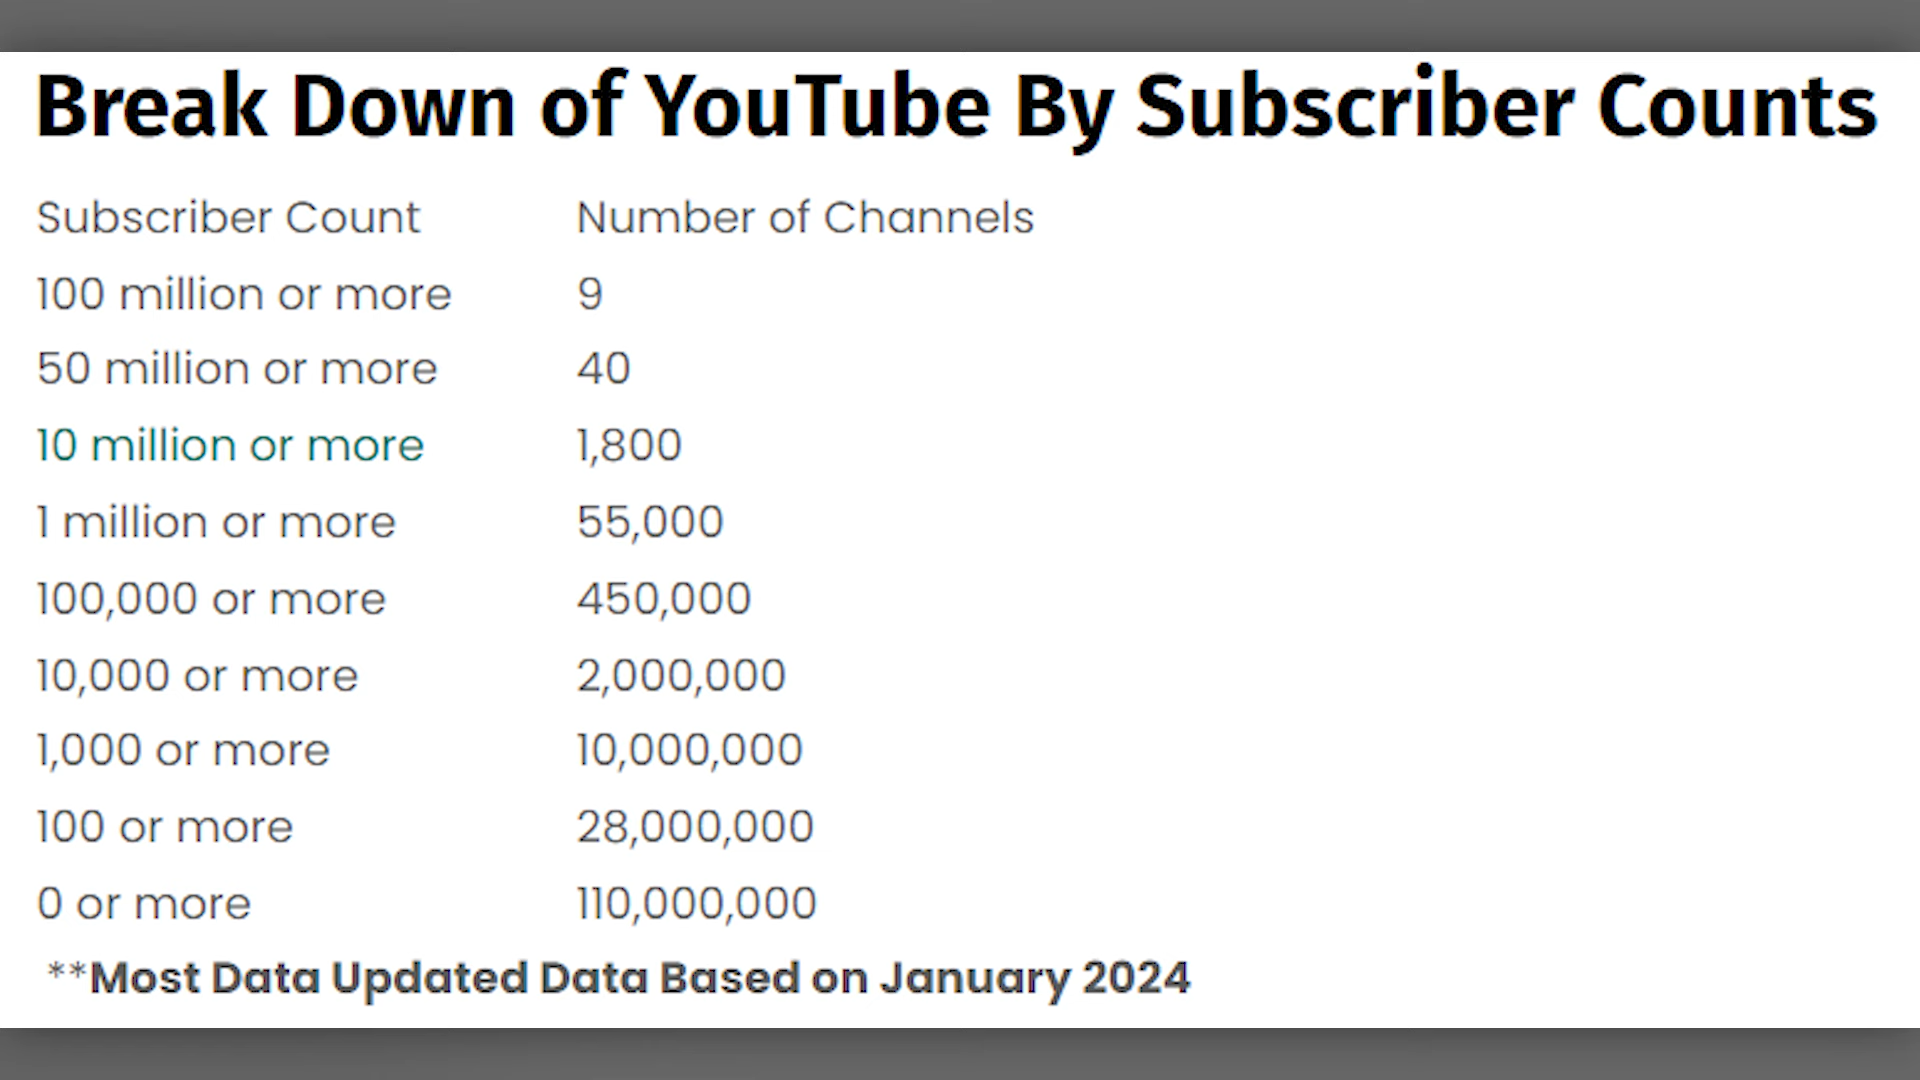 Break Down of YouTube By Subscriber Counts
Subscriber Count Number of Channels
100 million or more 9
50 million or more 40
10 million or more 1,800
1 million or more 55,000
100,000 or more 450,000
10,000 or more 2,000,000
1,000 or more 10,000,000
100 or more 28,000,000
0 or more 110,000,000
**Most Data Updated Data Based on January 2024